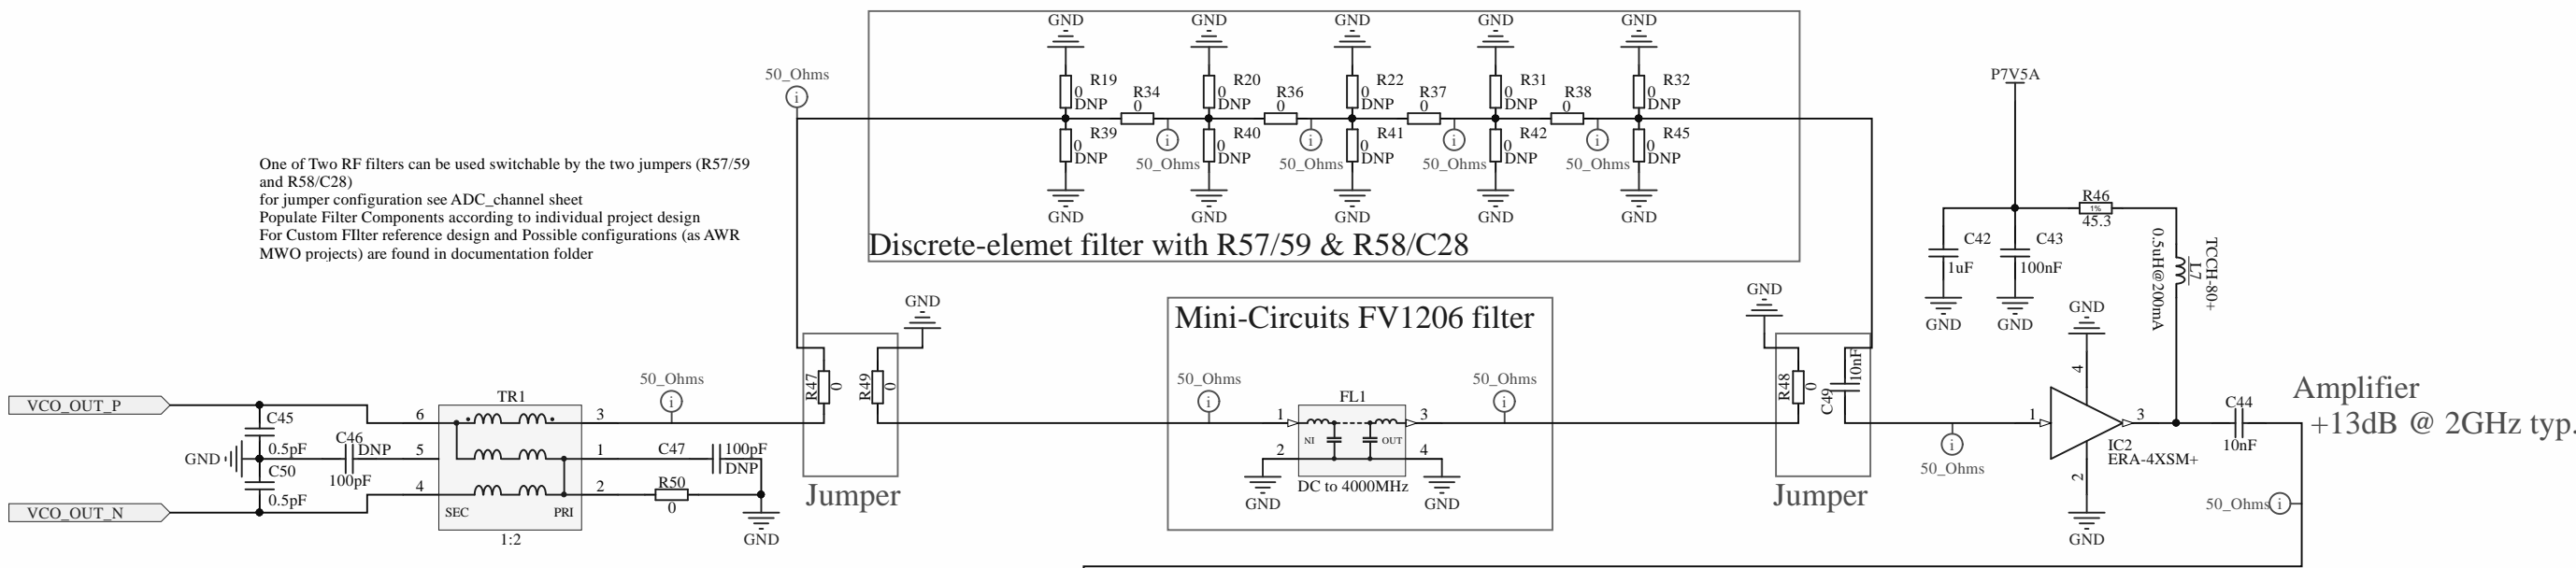 GND GND GND GND GND
50_Ohms
R19 R20 R22 R31 R32
0 0 0 0 0
DNP DNP DNP DNP DNP
R34 R36 R37 R38
0 0 0 0
R39 R40 R41 R42 R45
0 0 0 0 0
DNP DNP DNP DNP DNP
50_Ohms 50_Ohms 50_Ohms 50_Ohms
GND GND GND GND GND
Discrete-elemet filter with R57/59 & R58/C28
One of Two RF filters can be used switchable by the two jumpers (R57/59
and R58/C28)
for jumper configuration see ADC_channel sheet
Populate Filter Components according to individual project design
For Custom FIlter reference design and Possible configurations (as AWR
MWO projects) are found in documentation folder
P7V5A
R46
1%
45.3
C42
1uF
GND
C43
100nF
GND
0.5uH@200mA
L7
TCCH-80+
VCO_OUT_P
VCO_OUT_N
C45
0.5pF
GND
C50
0.5pF
C46
DNP
100pF
TR1
6 3
5 1
4 2
SEC PRI
1:2
50_Ohms
C47
100pF
DNP
R50
0
GND
R47
0
R49
0
GND
Jumper
Mini-Circuits FV1206 filter
50_Ohms 50_Ohms
FL1
1 3
NI OUT
2 4
GND GND
DC to 4000MHz
GND
R48
0
C49
10nF
Jumper
50_Ohms
GND
4
1 3
2
IC2
ERA-4XSM+
GND
C44
10nF
Amplifier
+13dB @ 2GHz typ.
50_Ohms